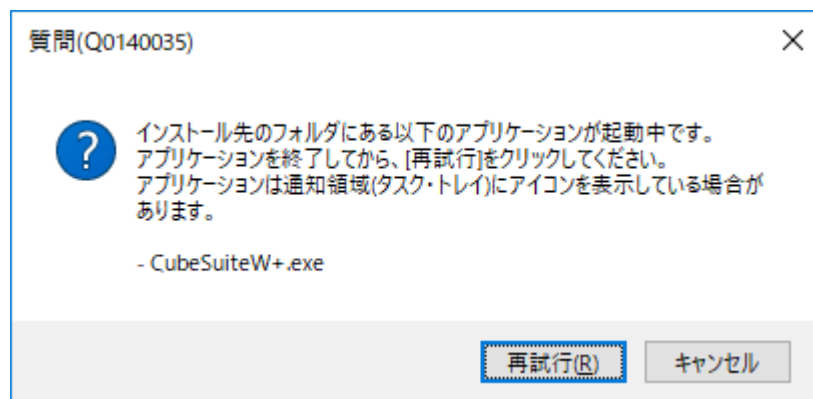 質問(Q0140035)
インストール先のフォルダにある以下のアプリケーションが起動中です。
アプリケーションを終了してから、[再試行]をクリックしてください。
アプリケーションは通知領域(タスク・トレイ)にアイコンを表示している場合が
あります。
- CubeSuiteW+.exe
再試行(R)
キャンセル